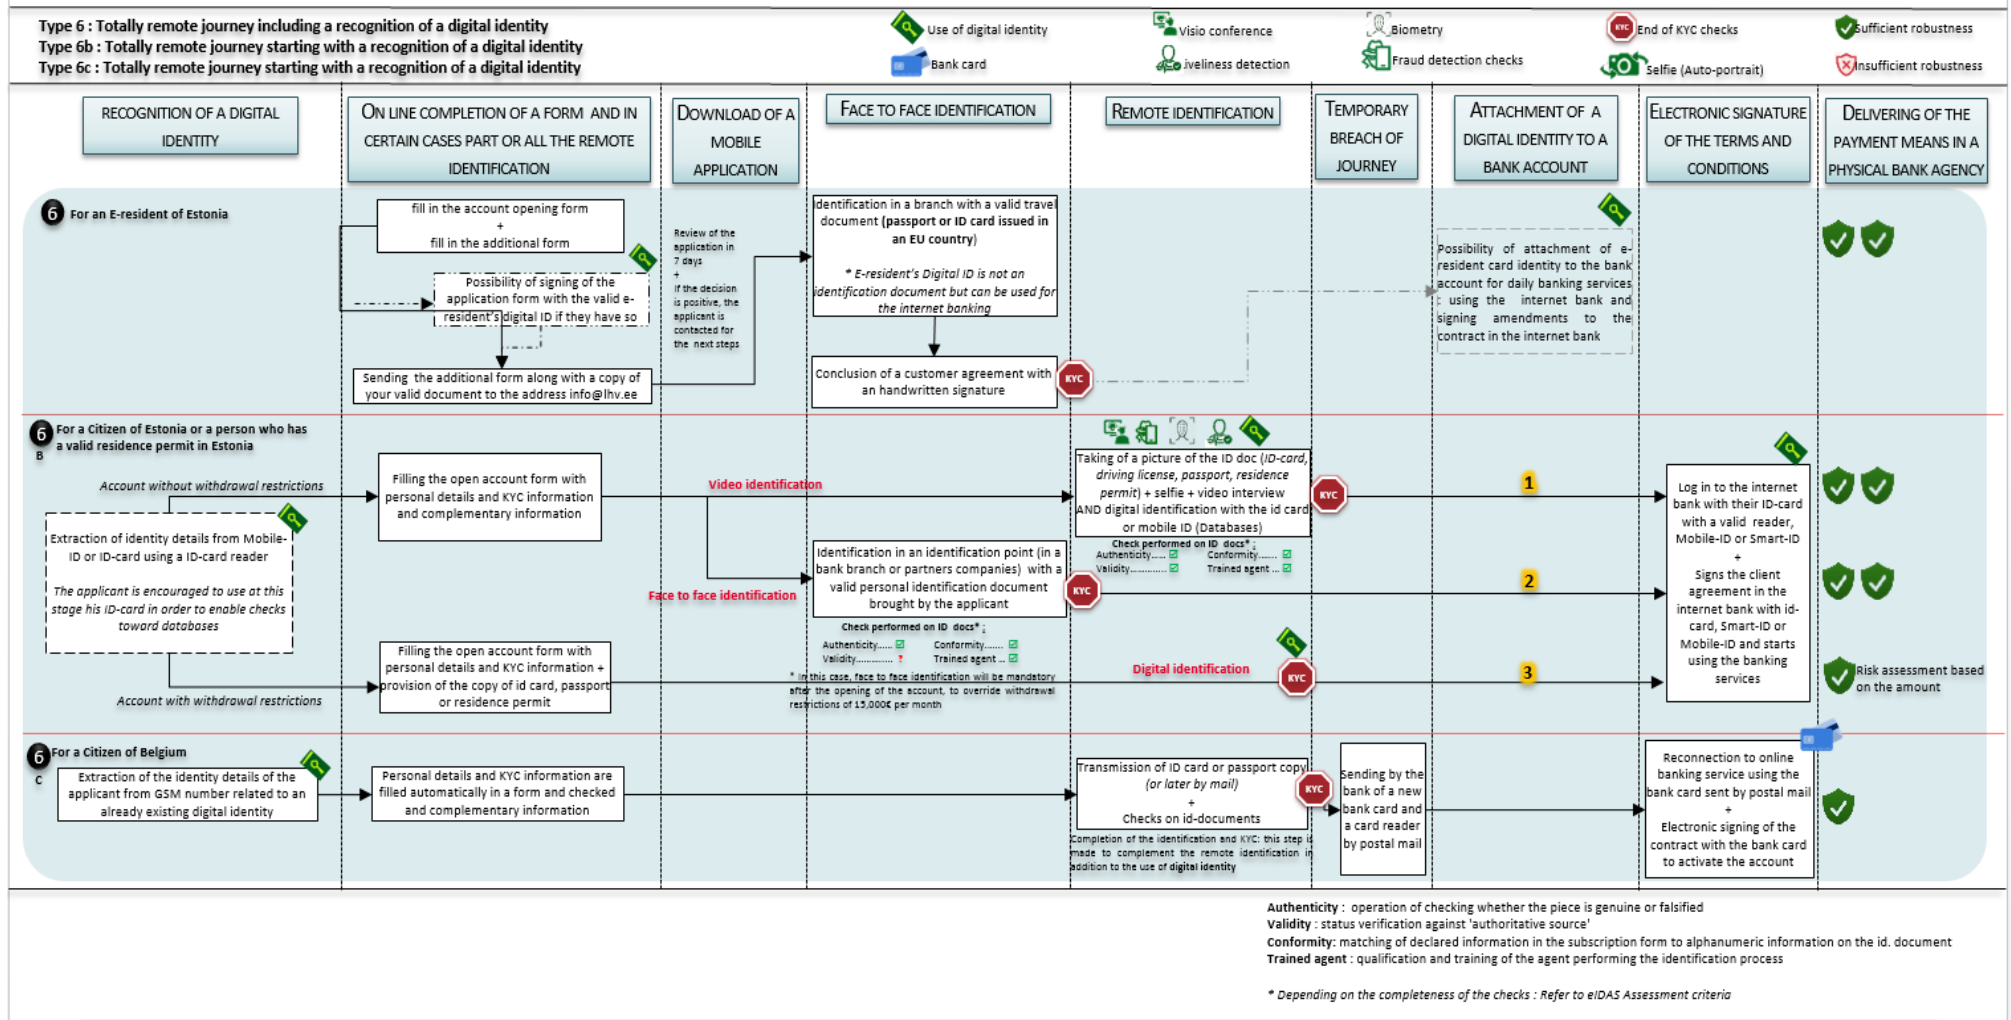 Type 6 : Totally remote journey including a recognition of a digital identity
Type 6b : Totally remote journey starting with a recognition of a digital identity
Type 6c : Totally remote journey starting with a recognition of a digital identity
Use of digital identity
Bank card
Visio conference
iveliness detection
Biometry
Fraud detection checks
KYC
End of KYC checks
Selfie (Auto-portrait)
Sufficient robustness
Insufficient robustness
RECOGNITION OF A DIGITAL
IDENTITY
ON LINE COMPLETION OF A FORM AND IN
CERTAIN CASES PART OR ALL THE REMOTE
IDENTIFICATION
DOWNLOAD OF A
MOBILE
APPLICATION
FACE TO FACE IDENTIFICATION
REMOTE IDENTIFICATION
TEMPORARY
BREACH OF
JOURNEY
ATTACHMENT OF A
DIGITAL IDENTITY TO A
BANK ACCOUNT
ELECTRONIC SIGNATURE
OF THE TERMS AND
CONDITIONS
DELIVERING OF THE
PAYMENT MEANS IN A
PHYSICAL BANK AGENCY
6
For an E-resident of Estonia
fill in the account opening form
+
fill in the additional form
Possibility of signing of the
application form with the valid e-
resident's digital ID if they have so
Sending the additional form along with a copy of
your valid document to the address info@lhv.ee
Review of the
application in
7 days
+
If the decision
is positive, the
applicant is
contacted for
the next steps
Identification in a branch with a valid travel
document (passport or ID card issued in
an EU country)
* E-resident's Digital ID is not an
identification document but can be used for
the internet banking
Conclusion of a customer agreement with
an handwritten signature
KYC
Possibility of attachment of e-
resident card identity to the bank
account for daily banking services
: using the internet bank and
signing amendments to the
contract in the internet bank
6
B
For a Citizen of Estonia or a person who has
a valid residence permit in Estonia
Account without withdrawal restrictions
Extraction of identity details from Mobile-
ID or ID-card using a ID-card reader
The applicant is encouraged to use at this
stage his ID-card in order to enable checks
toward databases
Account with withdrawal restrictions
Filling the open account form with
personal details and KYC information
and complementary information
Filling the open account form with
personal details and KYC information +
provision of the copy of id card, passport
or residence permit
Video identification
Face to face identification
Identification in an identification point (in a
bank branch or partners companies) with a
valid personal identification document
brought by the applicant
KYC
Check performed on ID docs* :
Authenticity..... Conformity.......
Validity............. ? Trained agent ...
* In this case, face to face identification will be mandatory
after the opening of the account, to override withdrawal
restrictions of 15,000€ per month
Taking of a picture of the ID doc (ID-card,
driving license, passport, residence
permit) + selfie + video interview
AND digital identification with the id card
or mobile ID (Databases)
KYC
Check performed on ID docs* :
Authenticity..... Conformity.......
Validity............. Trained agent ...
Digital identification
KYC
1
2
3
Log in to the internet
bank with their ID-card
with a valid reader,
Mobile-ID or Smart-ID
+
Signs the client
agreement in the
internet bank with id-
card, Smart-ID or
Mobile-ID and starts
using the banking
services
Risk assessment based
on the amount
6
C
For a Citizen of Belgium
Extraction of the identity details of the
applicant from GSM number related to an
already existing digital identity
Personal details and KYC information are
filled automatically in a form and checked
and complementary information
Transmission of ID card or passport copy
(or later by mail)
+
Checks on id-documents
KYC
Completion of the identification and KYC: this step is
made to complement the remote identification in
addition to the use of digital identity
Sending by the
bank of a new
bank card and
a card reader
by postal mail
Reconnection to online
banking service using the
bank card sent by postal mail
+
Electronic signing of the
contract with the bank card
to activate the account
Authenticity : operation of checking whether the piece is genuine or falsified
Validity : status verification against 'authoritative source'
Conformity: matching of declared information in the subscription form to alphanumeric information on the id. document
Trained agent : qualification and training of the agent performing the identification process
* Depending on the completeness of the checks : Refer to eIDAS Assessment criteria